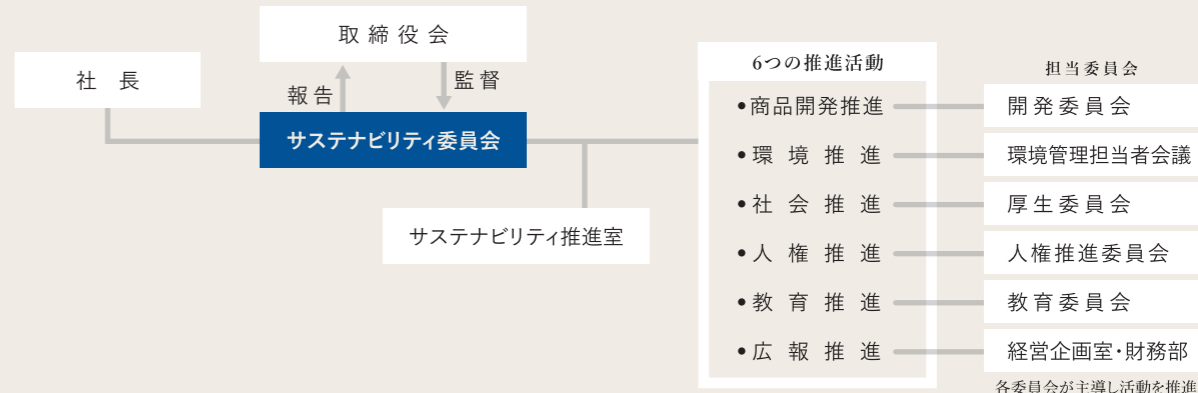 取締役会
社長
報告
監督
サステナビリティ委員会
サステナビリティ推進室
6つの推進活動
担当委員会
•商品開発推進
開発委員会
•環境推進
環境管理担当者会議
•社会推進
厚生委員会
•人権推進
人権推進委員会
•教育推進
教育委員会
•広報推進
経営企画室・財務部
各委員会が主導し活動を推進